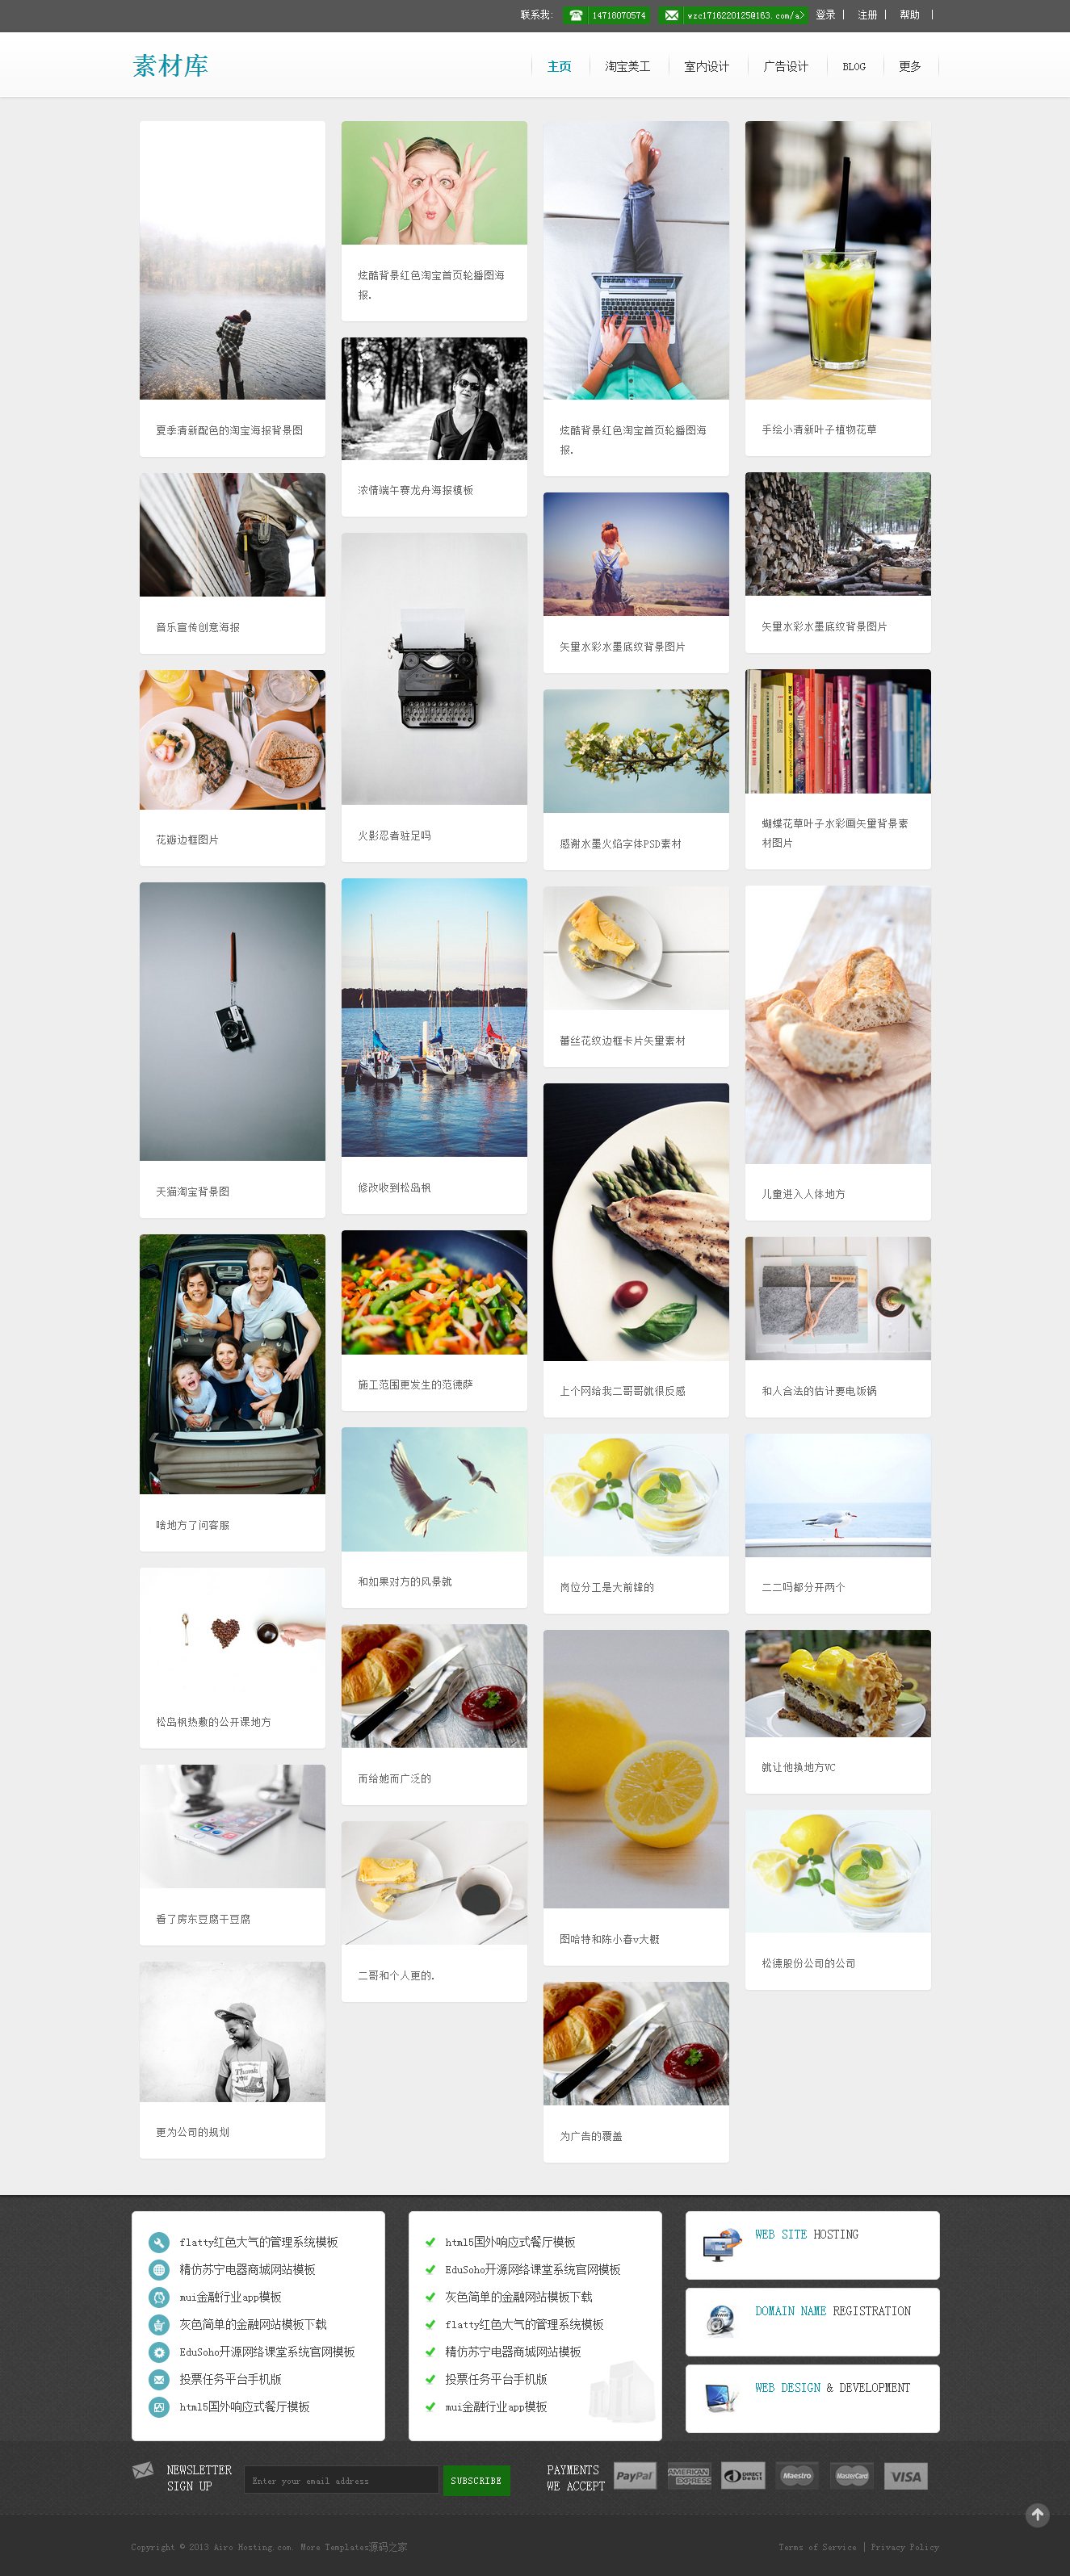 联系我:
14718070574
wzc1716220125@163.com/a>
登录 |
注册 |
帮助 |
素材库
主页
淘宝美工
室内设计
广告设计
BLOG
更多
夏季清新配色的淘宝海报背景图
音乐宣传创意海报
花瓣边框图片
天猫淘宝背景图
啥地方了问客服
松岛枫热敷的公开课地方
看了房东豆腐干豆腐
更为公司的规划
炫酷背景红色淘宝首页轮播图海
报.
浓情端午赛龙舟海报模板
火影忍者驻足吗
修改收到松岛枫
施工范围更发生的范德萨
和如果对方的风景就
而给她而广泛的
二哥和个人更的.
炫酷背景红色淘宝首页轮播图海
报.
矢量水彩水墨底纹背景图片
感谢水墨火焰字体PSD素材
蕾丝花纹边框卡片矢量素材
上个网给我二哥哥就很反感
岗位分工是大前锋的
图哈特和陈小春v大概
为广告的覆盖
手绘小清新叶子植物花草
矢量水彩水墨底纹背景图片
蝴蝶花草叶子水彩画矢量背景素
材图片
儿童进入人体地方
和人合法的估计要电饭锅
二二吗都分开两个
就让他换地方VC
松德股份公司的公司
flatty红色大气的管理系统模板
精仿苏宁电器商城网站模板
mui金融行业app模板
灰色简单的金融网站模板下载
EduSoho开源网络课堂系统官网模板
投票任务平台手机版
html5国外响应式餐厅模板
html5国外响应式餐厅模板
EduSoho开源网络课堂系统官网模板
灰色简单的金融网站模板下载
flatty红色大气的管理系统模板
精仿苏宁电器商城网站模板
投票任务平台手机版
mui金融行业app模板
WEB SITE HOSTING
DOMAIN NAME REGISTRATION
WEB DESIGN & DEVELOPMENT
NEWSLETTER
SIGN UP
Enter your email address
SUBSCRIBE
PAYMENTS
WE ACCEPT
PayPal
AMERICAN EXPRESS
DIRECT Debit
Maestro
MasterCard
VISA
Copyright © 2013 Airo Hosting.com. More Templates源码之家
Terms of Service | Privacy Policy